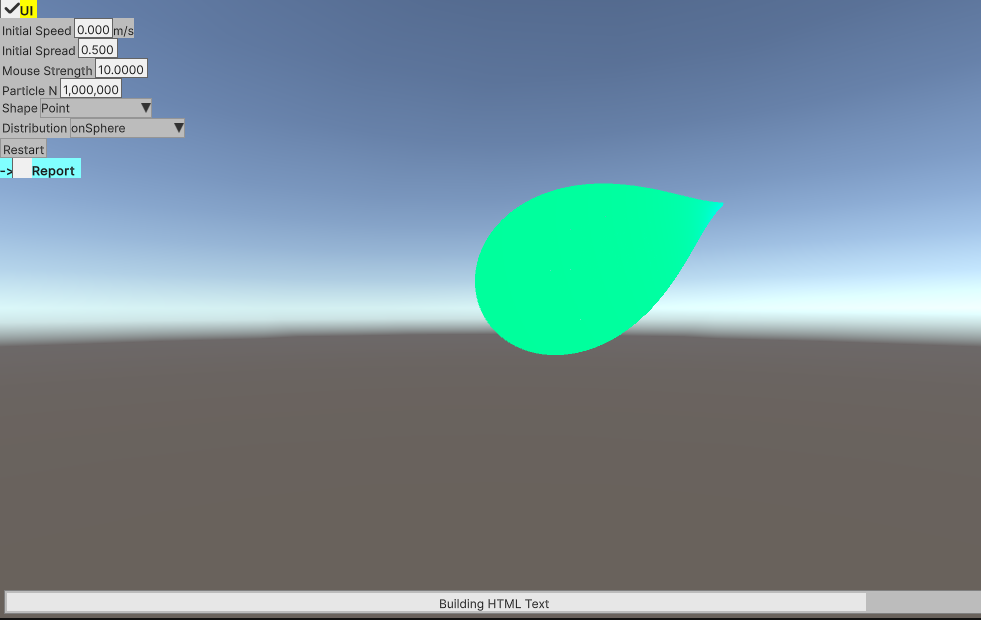 UI
Initial Speed 0.000 m/s
Initial Spread 0.500
Mouse Strength 10.0000
Particle N 1,000,000
Shape Point
Distribution onSphere
Restart
-> Report
Building HTML Text